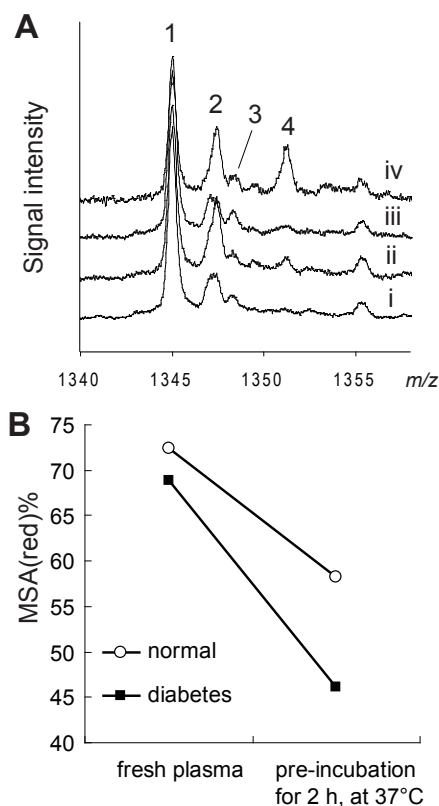 A
Signal intensity
1
2
3
4
iv
iii
ii
i
1340 1345 1350 1355 m/z
B
MSA(red)%
75
70
65
60
55
50
45
40
normal
diabetes
fresh plasma
pre-incubation
for 2 h, at 37°C